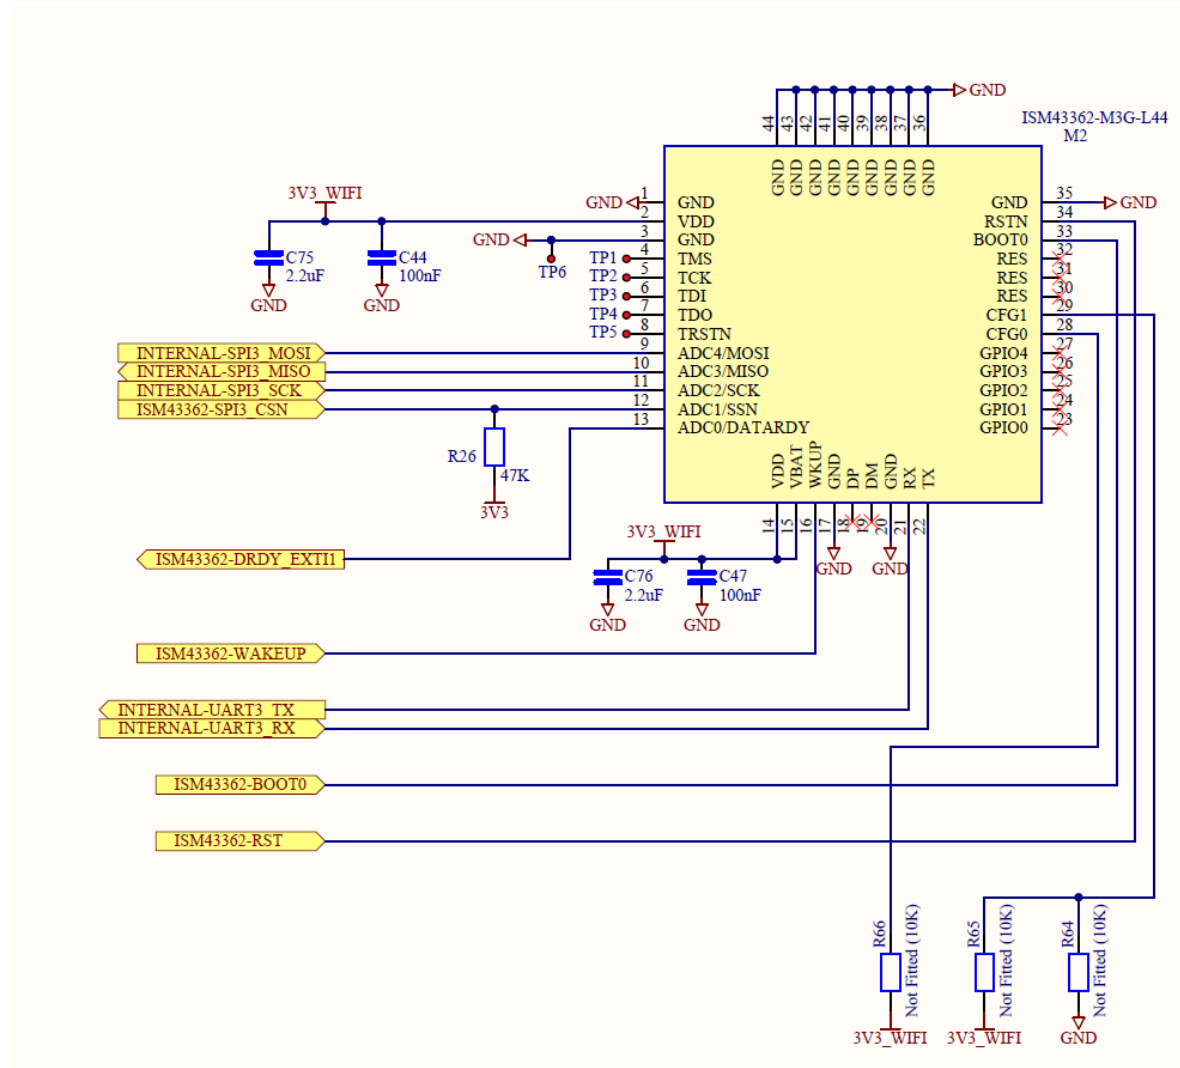 GND
44
43
42
41
40
39
38
37
36
ISM43362-M3G-L44
M2
GND
GND
GND
GND
GND
GND
GND
GND
GND
3V3_WIFI
GND
1
GND
GND
35
GND
2
VDD
RSTN
34
GND
3
GND
BOOT0
33
C75
2.2uF
GND
C44
100nF
GND
TP6
TP1
4
TMS
RES
32
TP2
5
TCK
RES
31
TP3
6
TDI
RES
30
TP4
7
TDO
CFG1
29
TP5
8
TRSTN
CFG0
28
INTERNAL-SPI3_MOSI
9
ADC4/MOSI
GPIO4
27
INTERNAL-SPI3_MISO
10
ADC3/MISO
GPIO3
26
INTERNAL-SPI3_SCK
11
ADC2/SCK
GPIO2
25
ISM43362-SPI3_CSN
12
ADC1/SSN
GPIO1
24
13
ADC0/DATARDY
GPIO0
23
R26
47K
3V3
VDD
VBAT
WKUP
GND
DP
DM
GND
RX
TX
14
15
16
17
18
19
20
21
22
3V3_WIFI
ISM43362-DRDY_EXTI1
C76
2.2uF
GND
C47
100nF
GND
GND
GND
ISM43362-WAKEUP
INTERNAL-UART3_TX
INTERNAL-UART3_RX
ISM43362-BOOT0
ISM43362-RST
R66
Not Fitted (10K)
R65
Not Fitted (10K)
R64
Not Fitted (10K)
3V3_WIFI
3V3_WIFI
GND